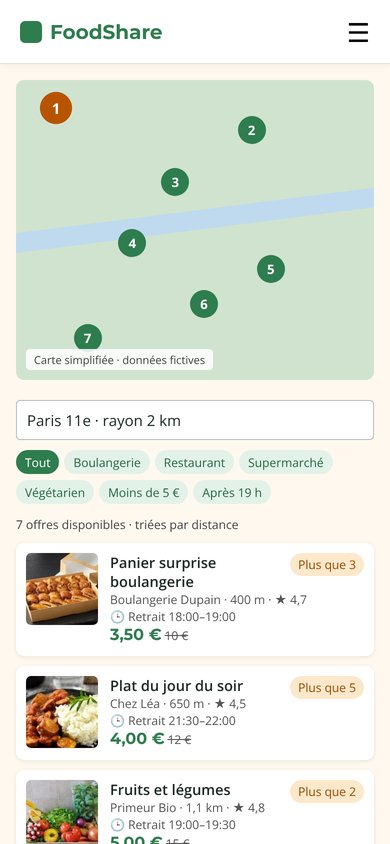 FoodShare
1
2
3
4
5
6
7
Carte simplifiée · données fictives
Paris 11e · rayon 2 km
Tout
Boulangerie
Restaurant
Supermarché
Végétarien
Moins de 5 €
Après 19 h
7 offres disponibles · triées par distance
Panier surprise
boulangerie
Plus que 3
Boulangerie Dupain · 400 m · ★ 4,7
🕒 Retrait 18:00–19:00
3,50 € 10 €
Plat du jour du soir
Plus que 5
Chez Léa · 650 m · ★ 4,5
🕒 Retrait 21:30–22:00
4,00 € 12 €
Fruits et légumes
Plus que 2
Primeur Bio · 1,1 km · ★ 4,8
🕒 Retrait 19:00–19:30
5,00 € 15 €